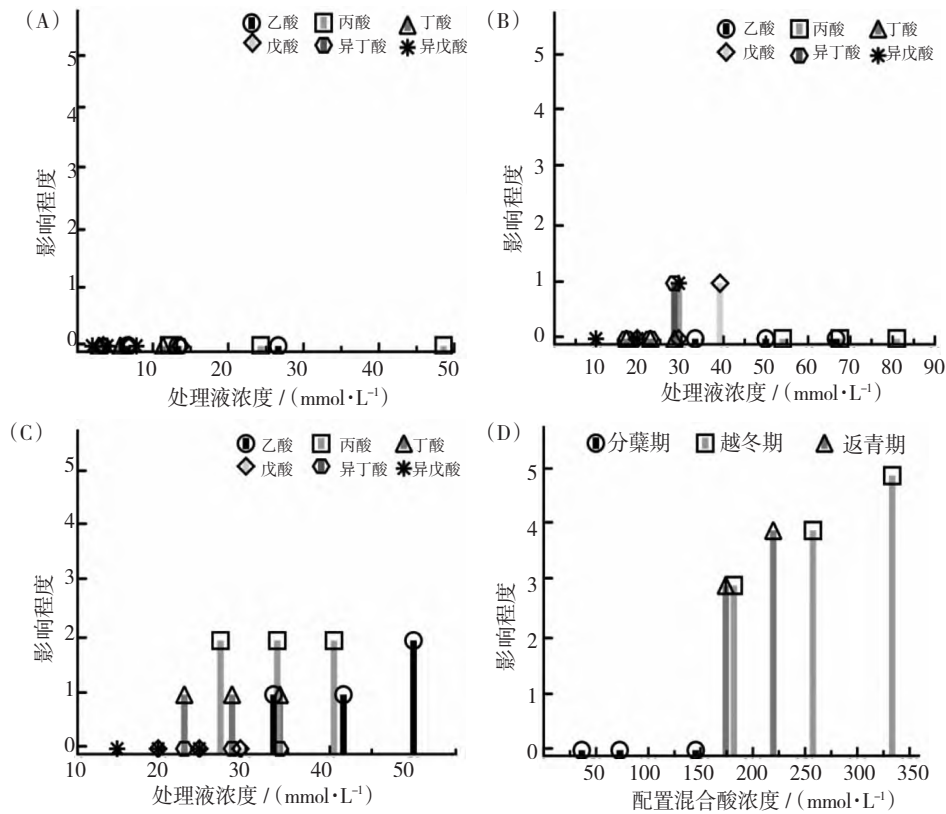 (A)
乙酸 丙酸 丁酸
戊酸 异丁酸 异戊酸
5
4
3
2
1
0
影响程度
10 20 30 40 50
处理液浓度 / (mmol·L⁻¹)
(B)
乙酸 丙酸 丁酸
戊酸 异丁酸 异戊酸
5
4
3
2
1
0
影响程度
10 20 30 40 50 60 70 80 90
处理液浓度 / (mmol·L⁻¹)
(C)
乙酸 丙酸 丁酸
戊酸 异丁酸 异戊酸
5
4
3
2
1
0
影响程度
10 20 30 40 50
处理液浓度 / (mmol·L⁻¹)
(D)
分蘖期 越冬期 返青期
5
4
3
2
1
0
影响程度
50 100 150 200 250 300 350
配置混合酸浓度 / (mmol·L⁻¹)